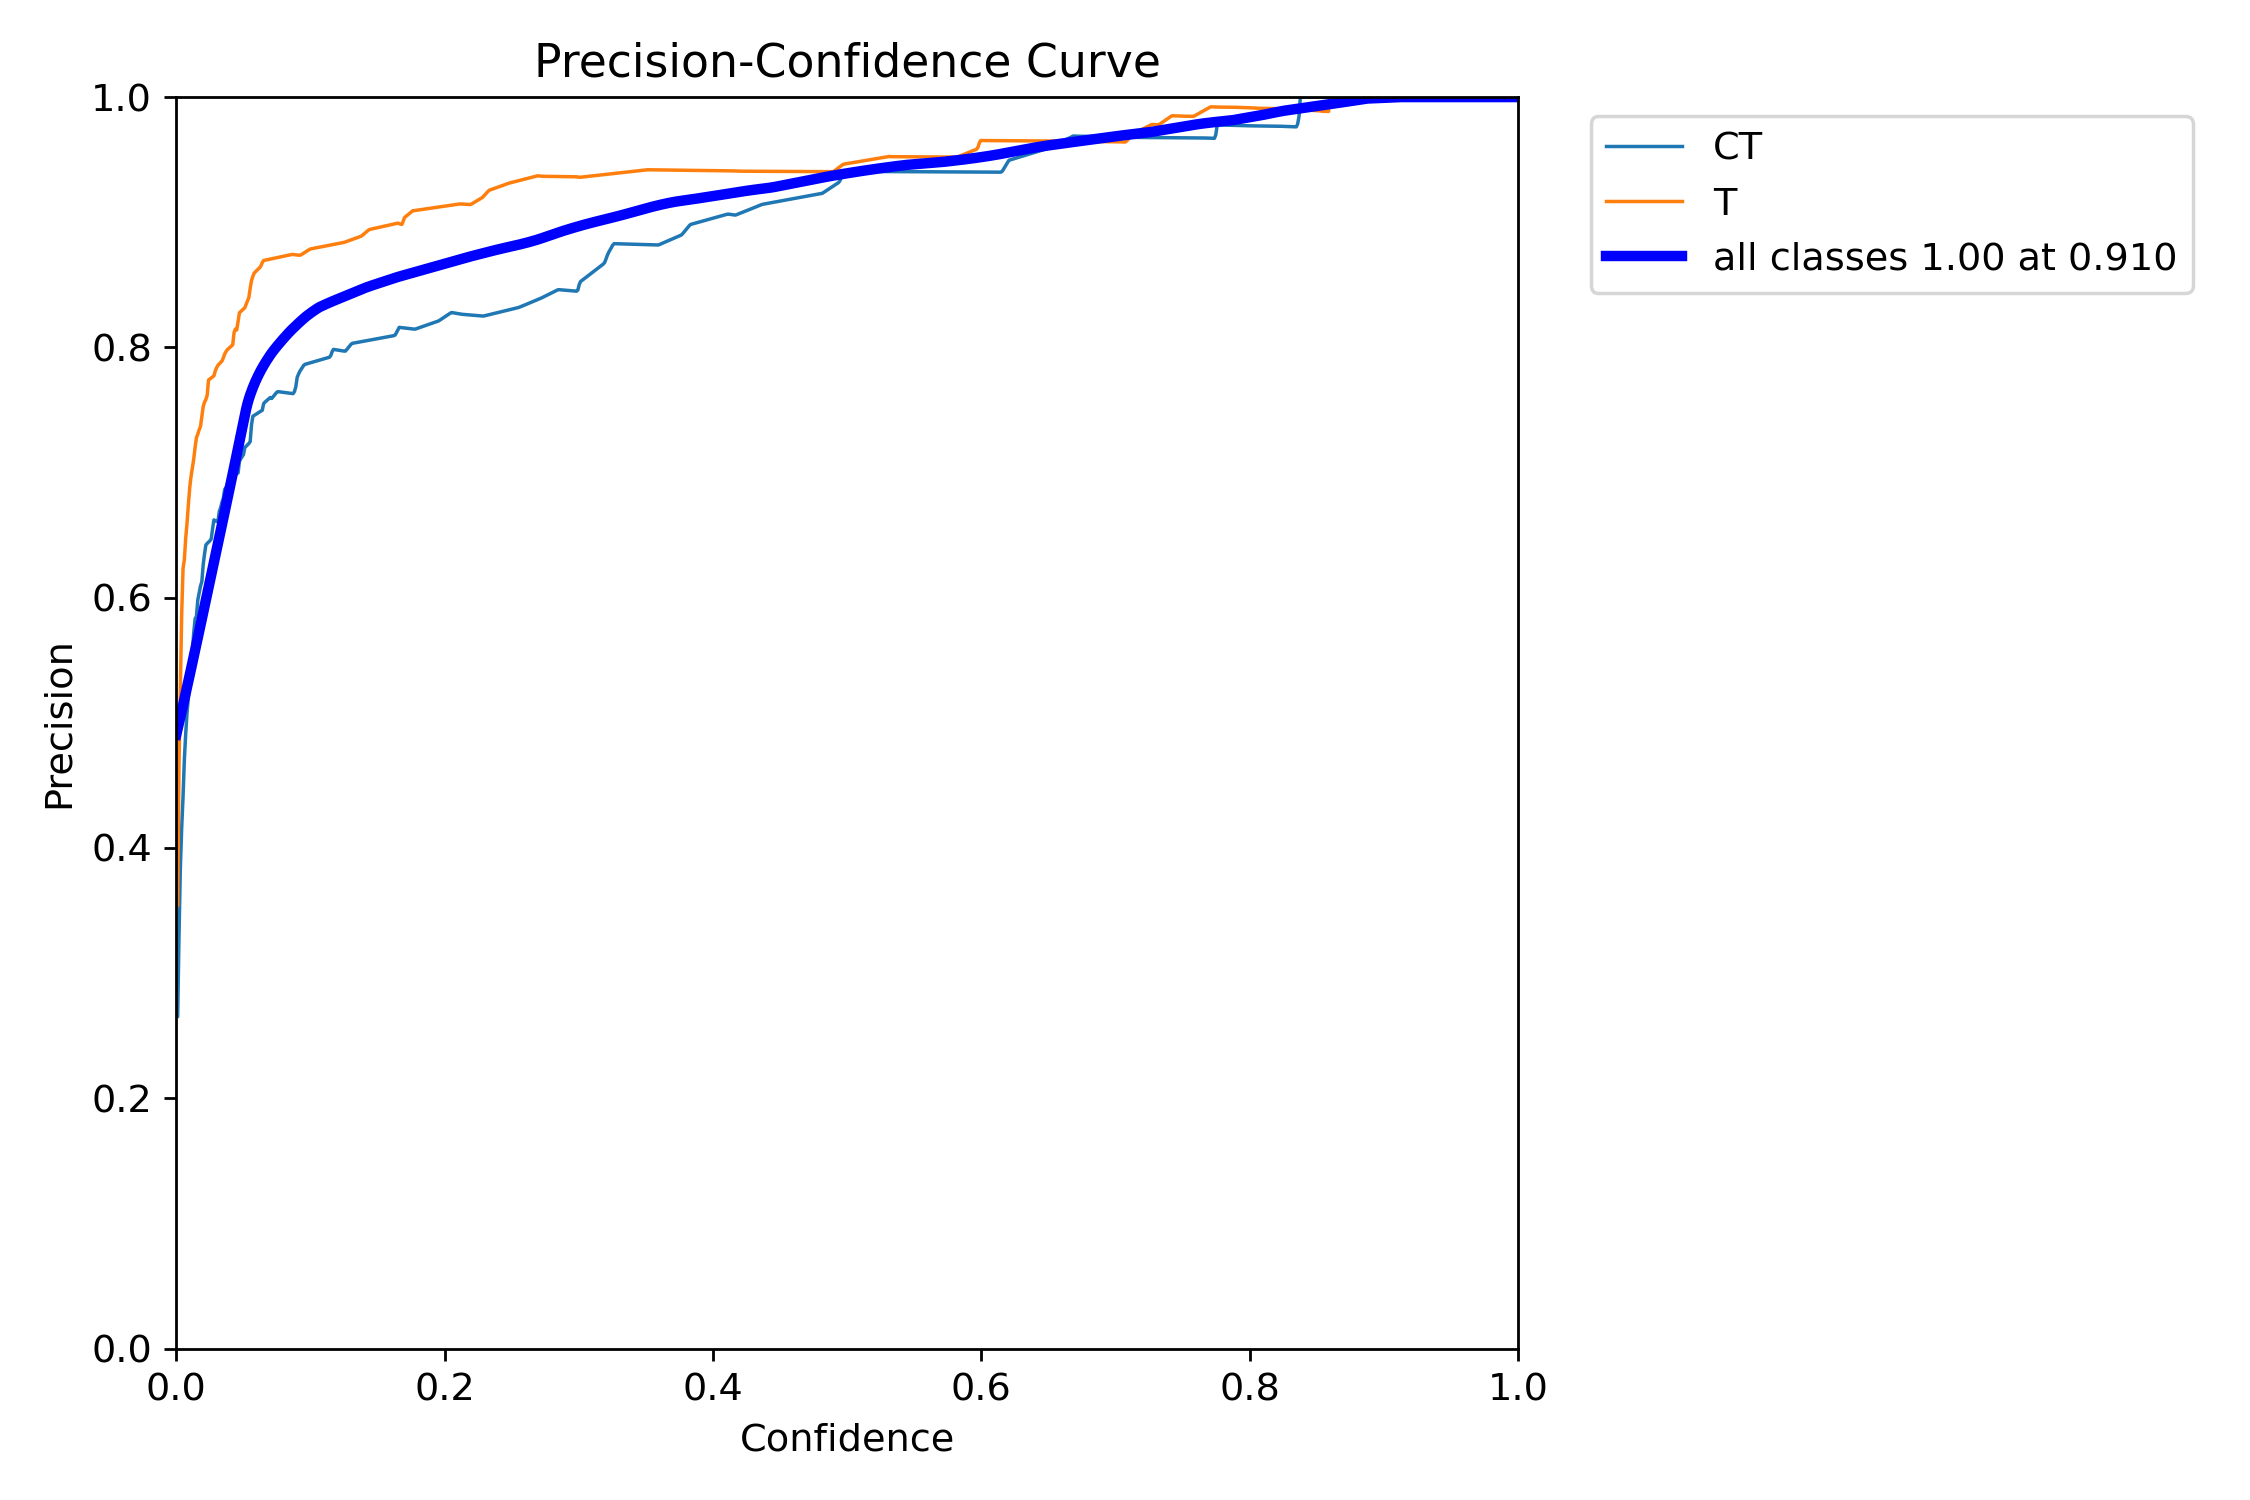 Precision-Confidence Curve
1.0
0.8
0.6
0.4
0.2
0.0
Precision
0.0 0.2 0.4 0.6 0.8 1.0
Confidence
CT
T
all classes 1.00 at 0.910